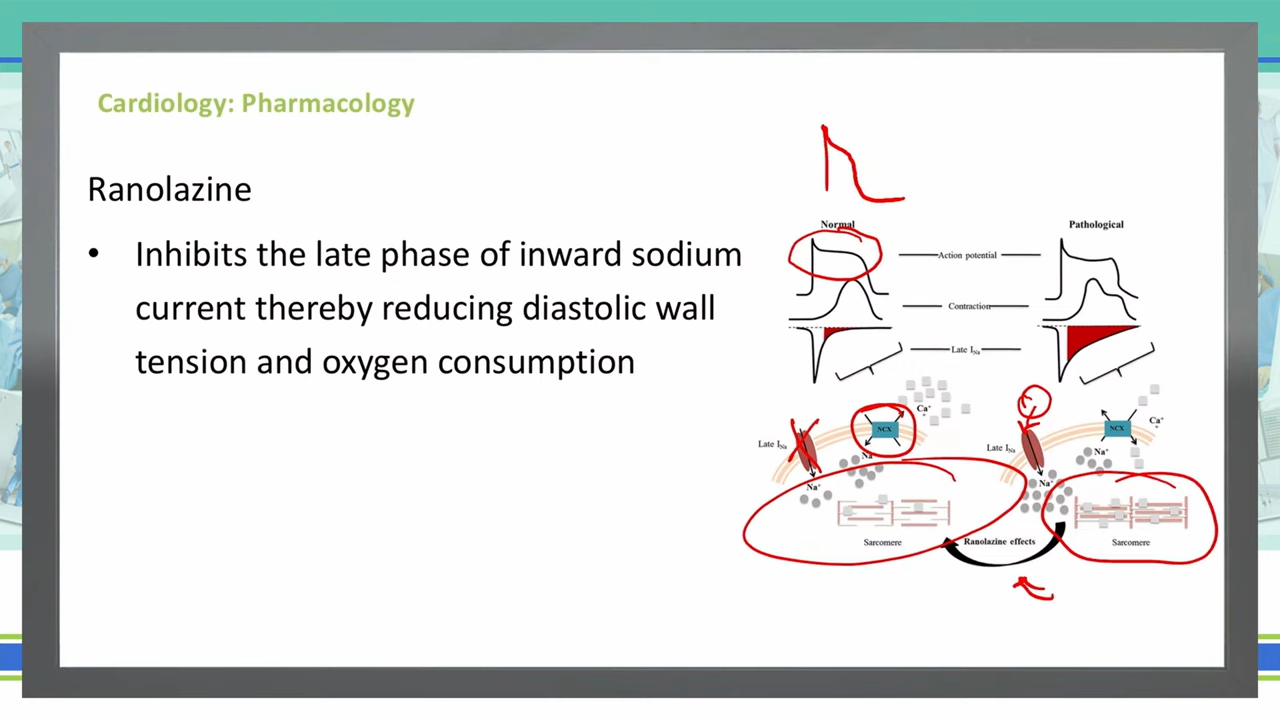 Cardiology: Pharmacology
Ranolazine
• Inhibits the late phase of inward sodium
current thereby reducing diastolic wall
tension and oxygen consumption
Normal
Pathological
Action potential
Contraction
Late INa
Ca+
+
NCX
Late INa
Na
Na+
Sarcomere
Ranolazine effects
Ca+
+
NCX
Late INa
Na+
Na+
Sarcomere